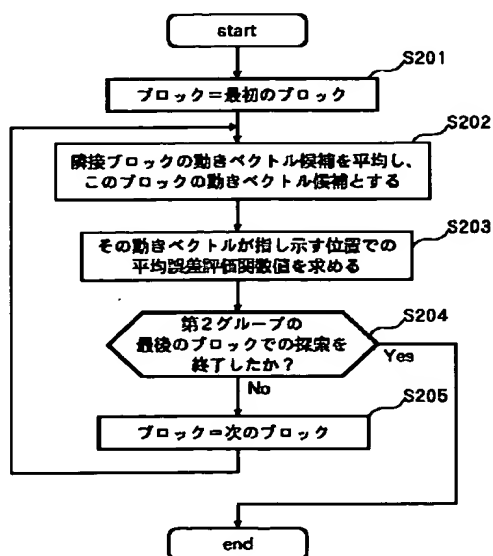 start
S201
ブロック=最初のブロック
S202
隣接ブロックの動きベクトル候補を平均し、
このブロックの動きベクトル候補とする
S203
その動きベクトルが指し示す位置での
平均誤差評価関数値を求める
S204
第2グループの
最後のブロックでの探索を
終了したか?
Yes
No
S205
ブロック=次のブロック
end